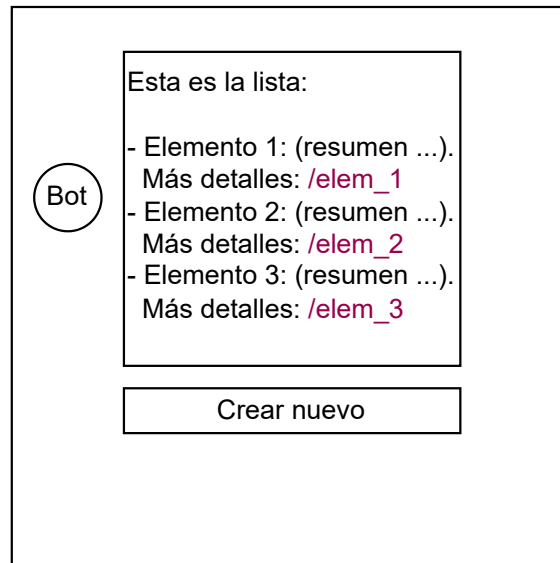 Esta es la lista:
- Elemento 1: (resumen ...).
Más detalles: /elem_1
Bot
- Elemento 2: (resumen ...).
Más detalles: /elem_2
- Elemento 3: (resumen ...).
Más detalles: /elem_3
Crear nuevo